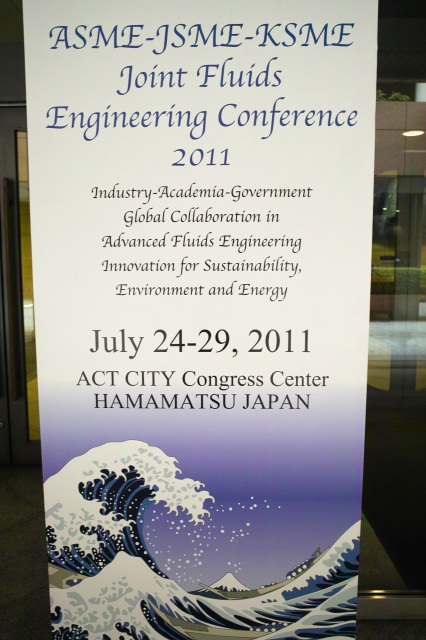 ASME-JSME-KSME
Joint Fluids
Engineering Conference
2011
Industry-Academia-Government
Global Collaboration in
Advanced Fluids Engineering
Innovation for Sustainability,
Environment and Energy
July 24-29, 2011
ACT CITY Congress Center
HAMAMATSU JAPAN